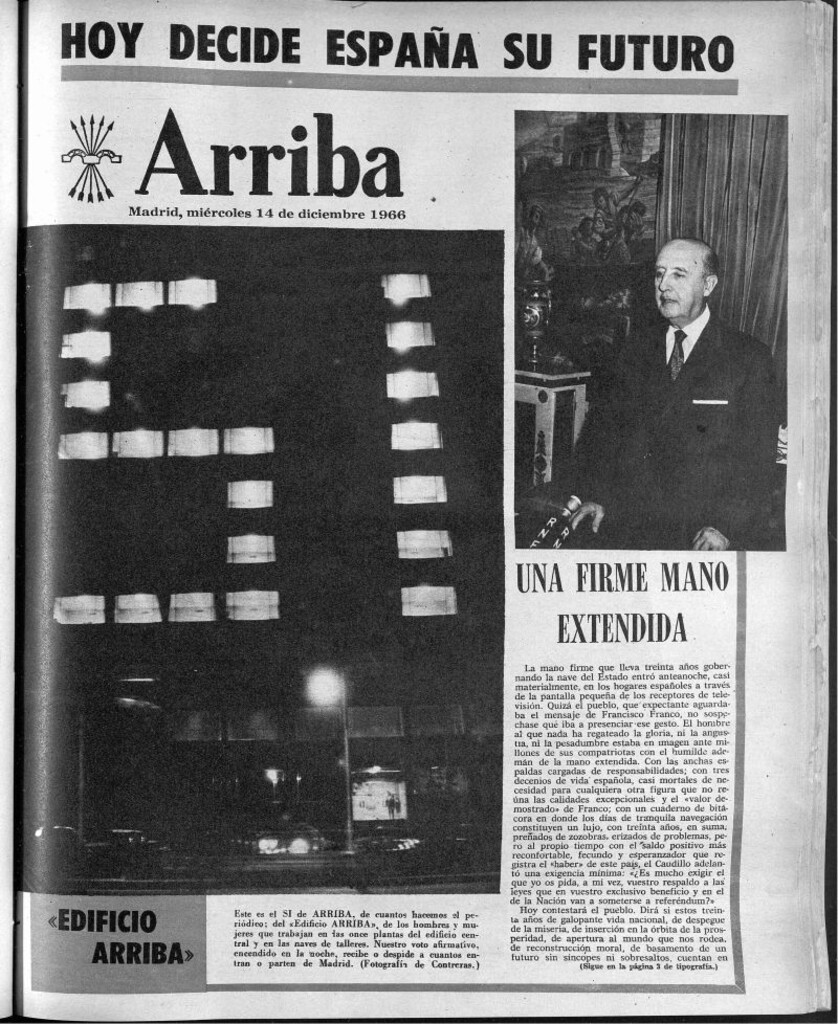 HOY DECIDE ESPAÑA SU FUTURO
Arriba
Madrid, miércoles 14 de diciembre 1966
SI
RNE
UNA FIRME MANO
EXTENDIDA
La mano firme que lleva treinta años gober-
nando la nave del Estado entró anteanoche, casi
materialmente, en los hogares españoles a través
de la pantalla pequeña de los receptores de tele-
visión. Quizá el pueblo, que expectante aguarda-
ba el mensaje de Francisco Franco, no sospe-
chase que iba a presenciar ese gesto. El hombre
al que nada ha regateado la gloria, ni la angus-
tia, ni la pesadumbre estaba en imagen ante mi-
llones de sus compatriotas con el humilde ade-
mán de la mano extendida. Con las anchas es-
paldas cargadas de responsabilidades; con tres
decenios de vida española, casi mortales de ne-
cesidad para cualquiera otra figura que no re-
úna las calidades excepcionales y el «valor de-
mostrado» de Franco; con un cuaderno de bitá-
cora en donde los días de tranquila navegación
constituyen un lujo, con treinta años, en suma,
preñados de zozobras, erizados de problemas, pe-
ro al propio tiempo con el saldo positivo más
reconfortable, fecundo y esperanzador que re-
gistra el «haber» de este país, el Caudillo adelan-
tó una exigencia mínima: «¿Es mucho exigir el
que yo os pida, a mi vez, vuestro respaldo a las
leyes que en vuestro exclusivo beneficio y en el
de la Nación van a someterse a referéndum?»
Hoy contestará el pueblo. Dirá si estos trein-
ta años de galopante vida nacional, de despegue
de la miseria, de inserción en la órbita de la pros-
peridad, de apertura al mundo que nos rodea,
de reconstrucción moral, de basamento de un
futuro sin síncopes ni sobresaltos, cuentan en
(Sigue en la página 3 de tipografía.)
«EDIFICIO
ARRIBA»
Este es el SI de ARRIBA, de cuantos hacemos el pe-
riódico; del «Edificio ARRIBA», de los hombres y mu-
jeres que trabajan en las once plantas del edificio cen-
tral y en las naves de talleres. Nuestro voto afirmativo,
encendido en la noche, recibe o despide a cuantos en-
tran o parten de Madrid. (Fotografía de Contreras.)